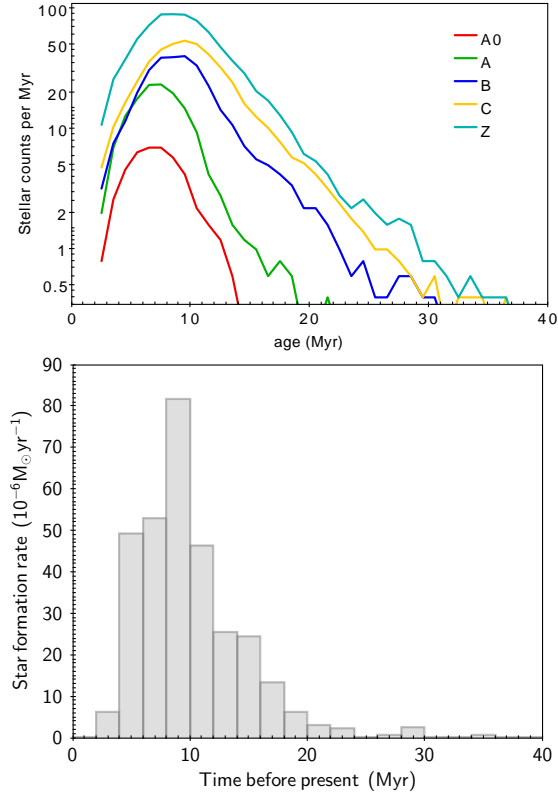 100
50
20
10
5
2
1
0.5
Stellar counts per Myr
A0
A
B
C
Z
0 10 20 30 40
age (Myr)
90
80
70
60
50
40
30
20
10
0
Star formation rate (10⁻⁶M⊙yr⁻¹)
0 10 20 30 40
Time before present (Myr)